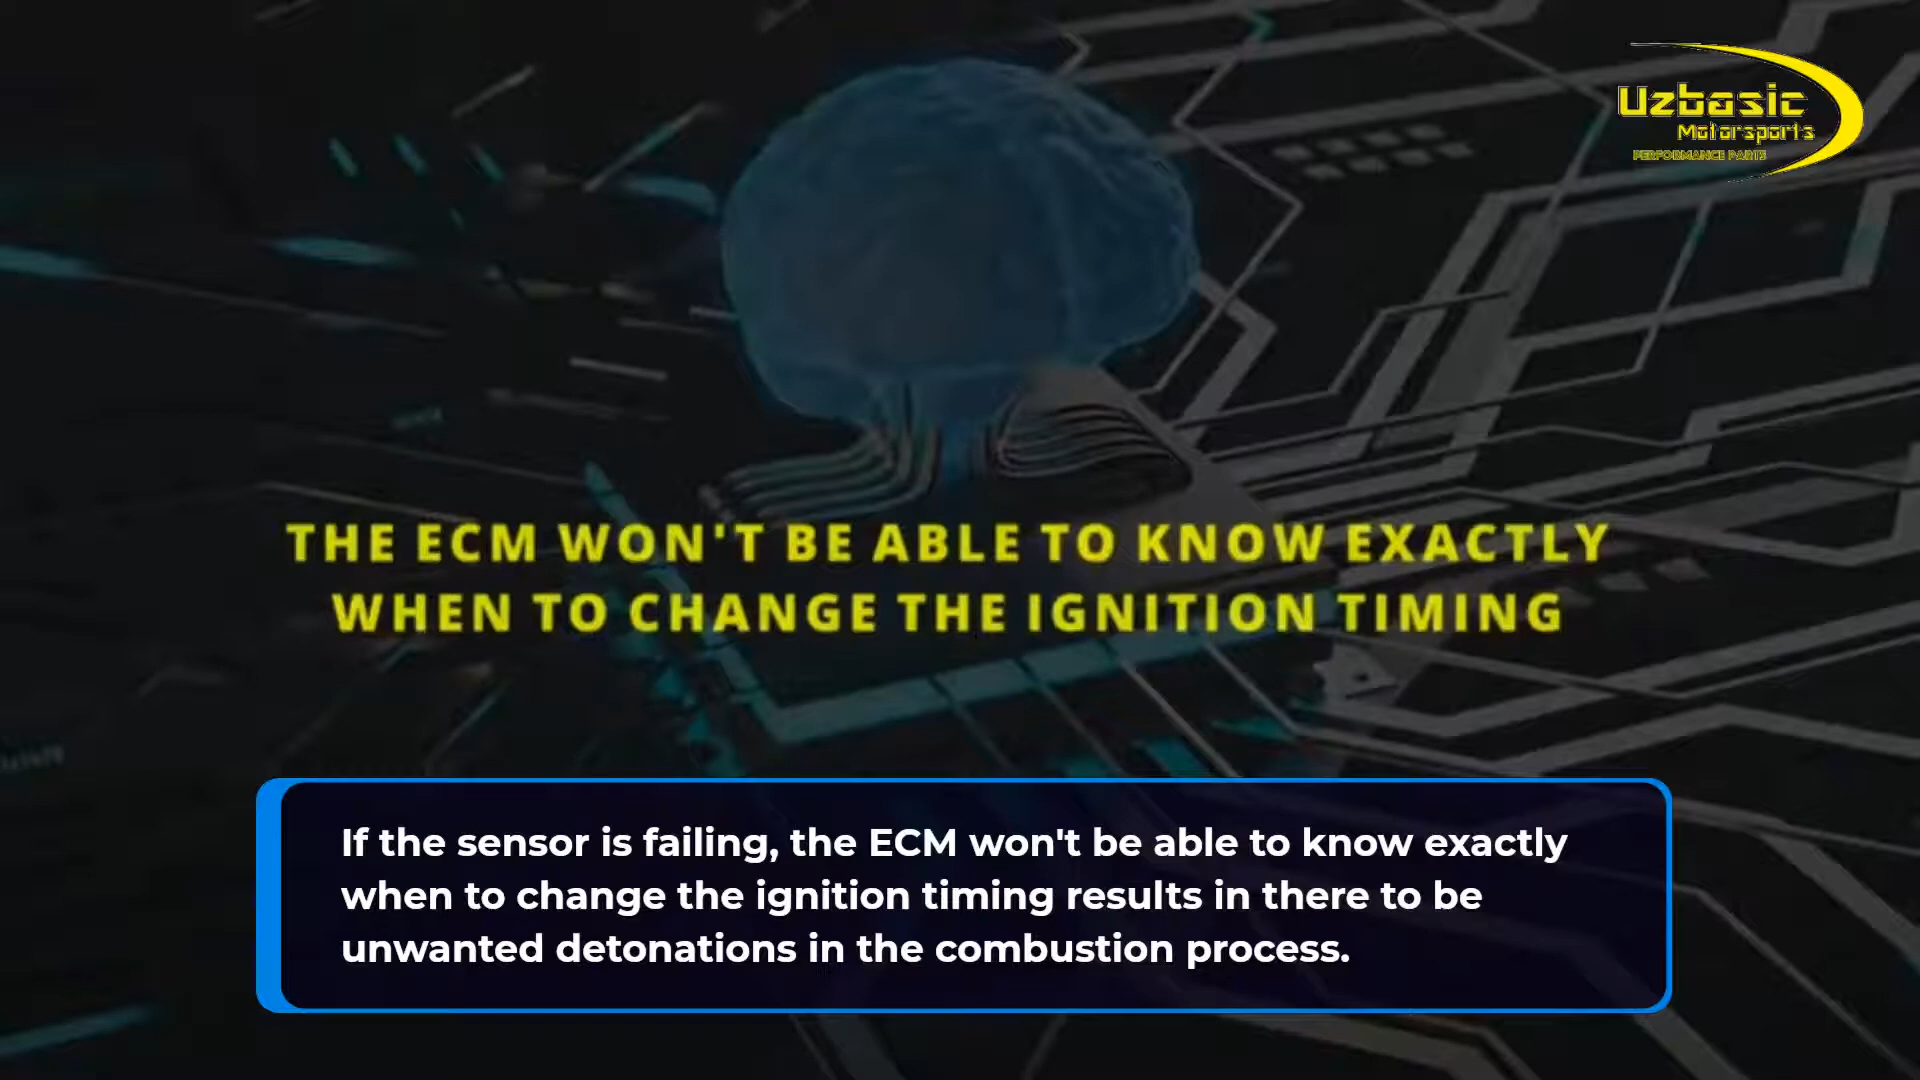 Uzbasic
Motorsports
PERFORMANCE PARTS
THE ECM WON'T BE ABLE TO KNOW EXACTLY
WHEN TO CHANGE THE IGNITION TIMING
If the sensor is failing, the ECM won't be able to know exactly
when to change the ignition timing results in there to be
unwanted detonations in the combustion process.